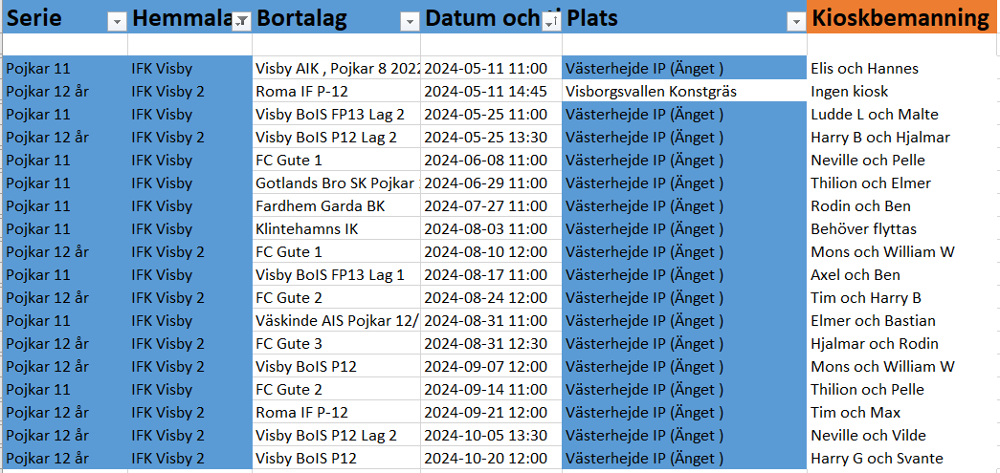 Serie Hemmala Bortalag Datum och Plats Kioskbemanning
Pojkar 11 IFK Visby Visby AIK , Pojkar 8 2022 2024-05-11 11:00 Västerhejde IP (Änget ) Elis och Hannes
Pojkar 12 år IFK Visby 2 Roma IF P-12 2024-05-11 14:45 Visborgsvallen Konstgräs Ingen kiosk
Pojkar 11 IFK Visby Visby BoIS FP13 Lag 2 2024-05-25 11:00 Västerhejde IP (Änget ) Ludde L och Malte
Pojkar 12 år IFK Visby 2 Visby BoIS P12 Lag 2 2024-05-25 13:30 Västerhejde IP (Änget ) Harry B och Hjalmar
Pojkar 11 IFK Visby FC Gute 1 2024-06-08 11:00 Västerhejde IP (Änget ) Neville och Pelle
Pojkar 11 IFK Visby Gotlands Bro SK Pojkar 2024-06-29 11:00 Västerhejde IP (Änget ) Thilion och Elmer
Pojkar 11 IFK Visby Fardhem Garda BK 2024-07-27 11:00 Västerhejde IP (Änget ) Rodin och Ben
Pojkar 11 IFK Visby Klintehamns IK 2024-08-03 11:00 Västerhejde IP (Änget ) Behöver flyttas
Pojkar 12 år IFK Visby 2 FC Gute 1 2024-08-10 12:00 Västerhejde IP (Änget ) Mons och William W
Pojkar 11 IFK Visby Visby BoIS FP13 Lag 1 2024-08-17 11:00 Västerhejde IP (Änget ) Axel och Ben
Pojkar 12 år IFK Visby 2 FC Gute 2 2024-08-24 12:00 Västerhejde IP (Änget ) Tim och Harry B
Pojkar 11 IFK Visby Väskinde AIS Pojkar 12/ 2024-08-31 11:00 Västerhejde IP (Änget ) Elmer och Bastian
Pojkar 12 år IFK Visby 2 FC Gute 3 2024-08-31 12:30 Västerhejde IP (Änget ) Hjalmar och Rodin
Pojkar 12 år IFK Visby 2 Visby BoIS P12 2024-09-07 12:00 Västerhejde IP (Änget ) Mons och William W
Pojkar 11 IFK Visby FC Gute 2 2024-09-14 11:00 Västerhejde IP (Änget ) Thilion och Pelle
Pojkar 12 år IFK Visby 2 Roma IF P-12 2024-09-21 12:00 Västerhejde IP (Änget ) Tim och Max
Pojkar 12 år IFK Visby 2 Visby BoIS P12 Lag 2 2024-10-05 13:30 Västerhejde IP (Änget ) Neville och Vilde
Pojkar 12 år IFK Visby 2 Visby BoIS P12 2024-10-20 12:00 Västerhejde IP (Änget ) Harry G och Svante